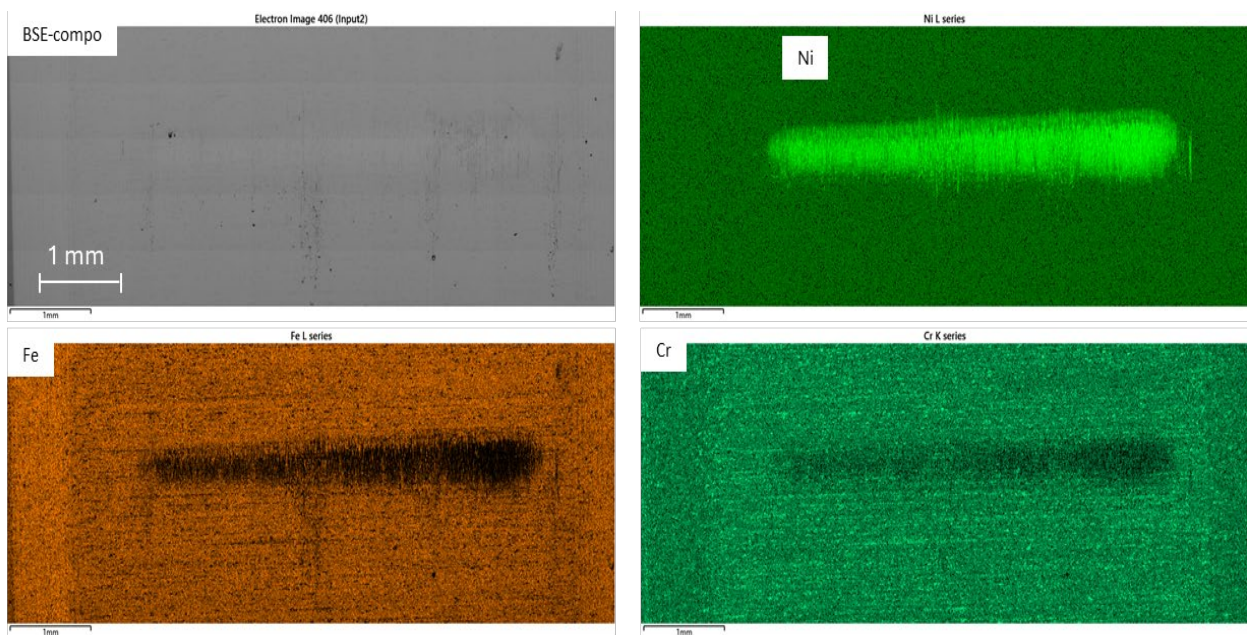 Electron Image 406 (Input2)
BSE-compo
1 mm
1mm
Ni L series
Ni
1mm
Fe L series
Fe
1mm
Cr K series
Cr
1mm